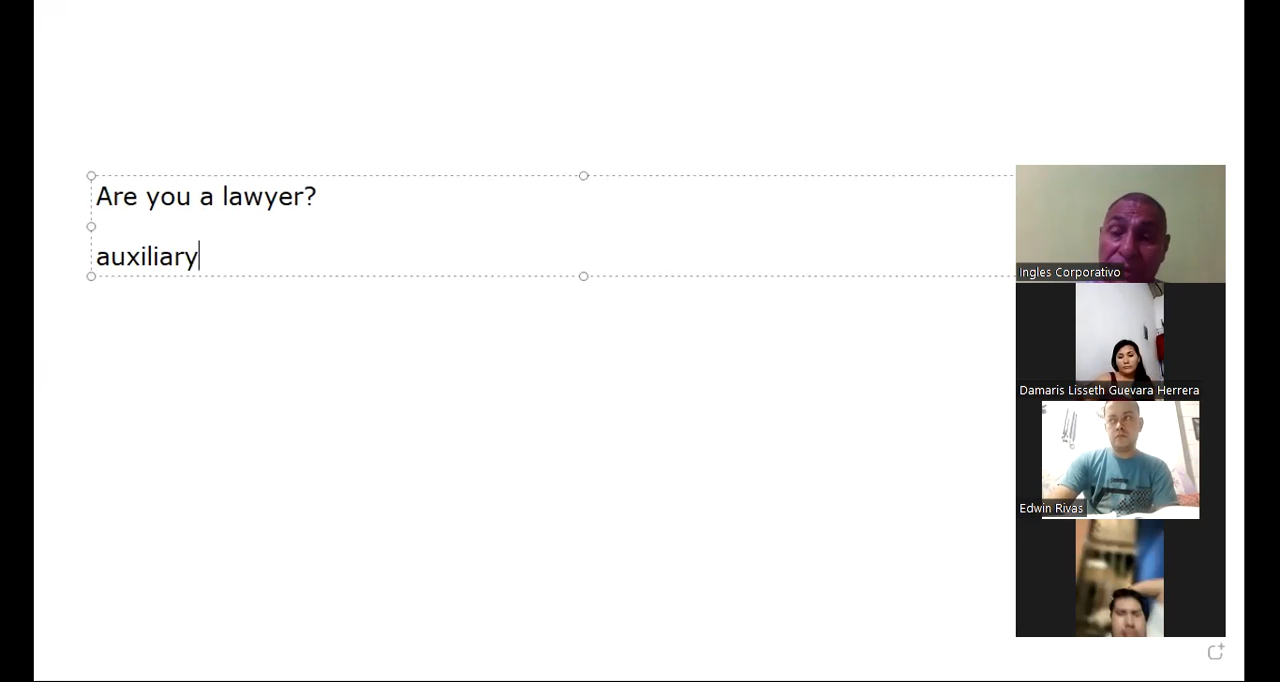 Are you a lawyer?
auxiliary
Ingles Corporativo
Damaris Lisseth Guevara Herrera
Edwin Rivas